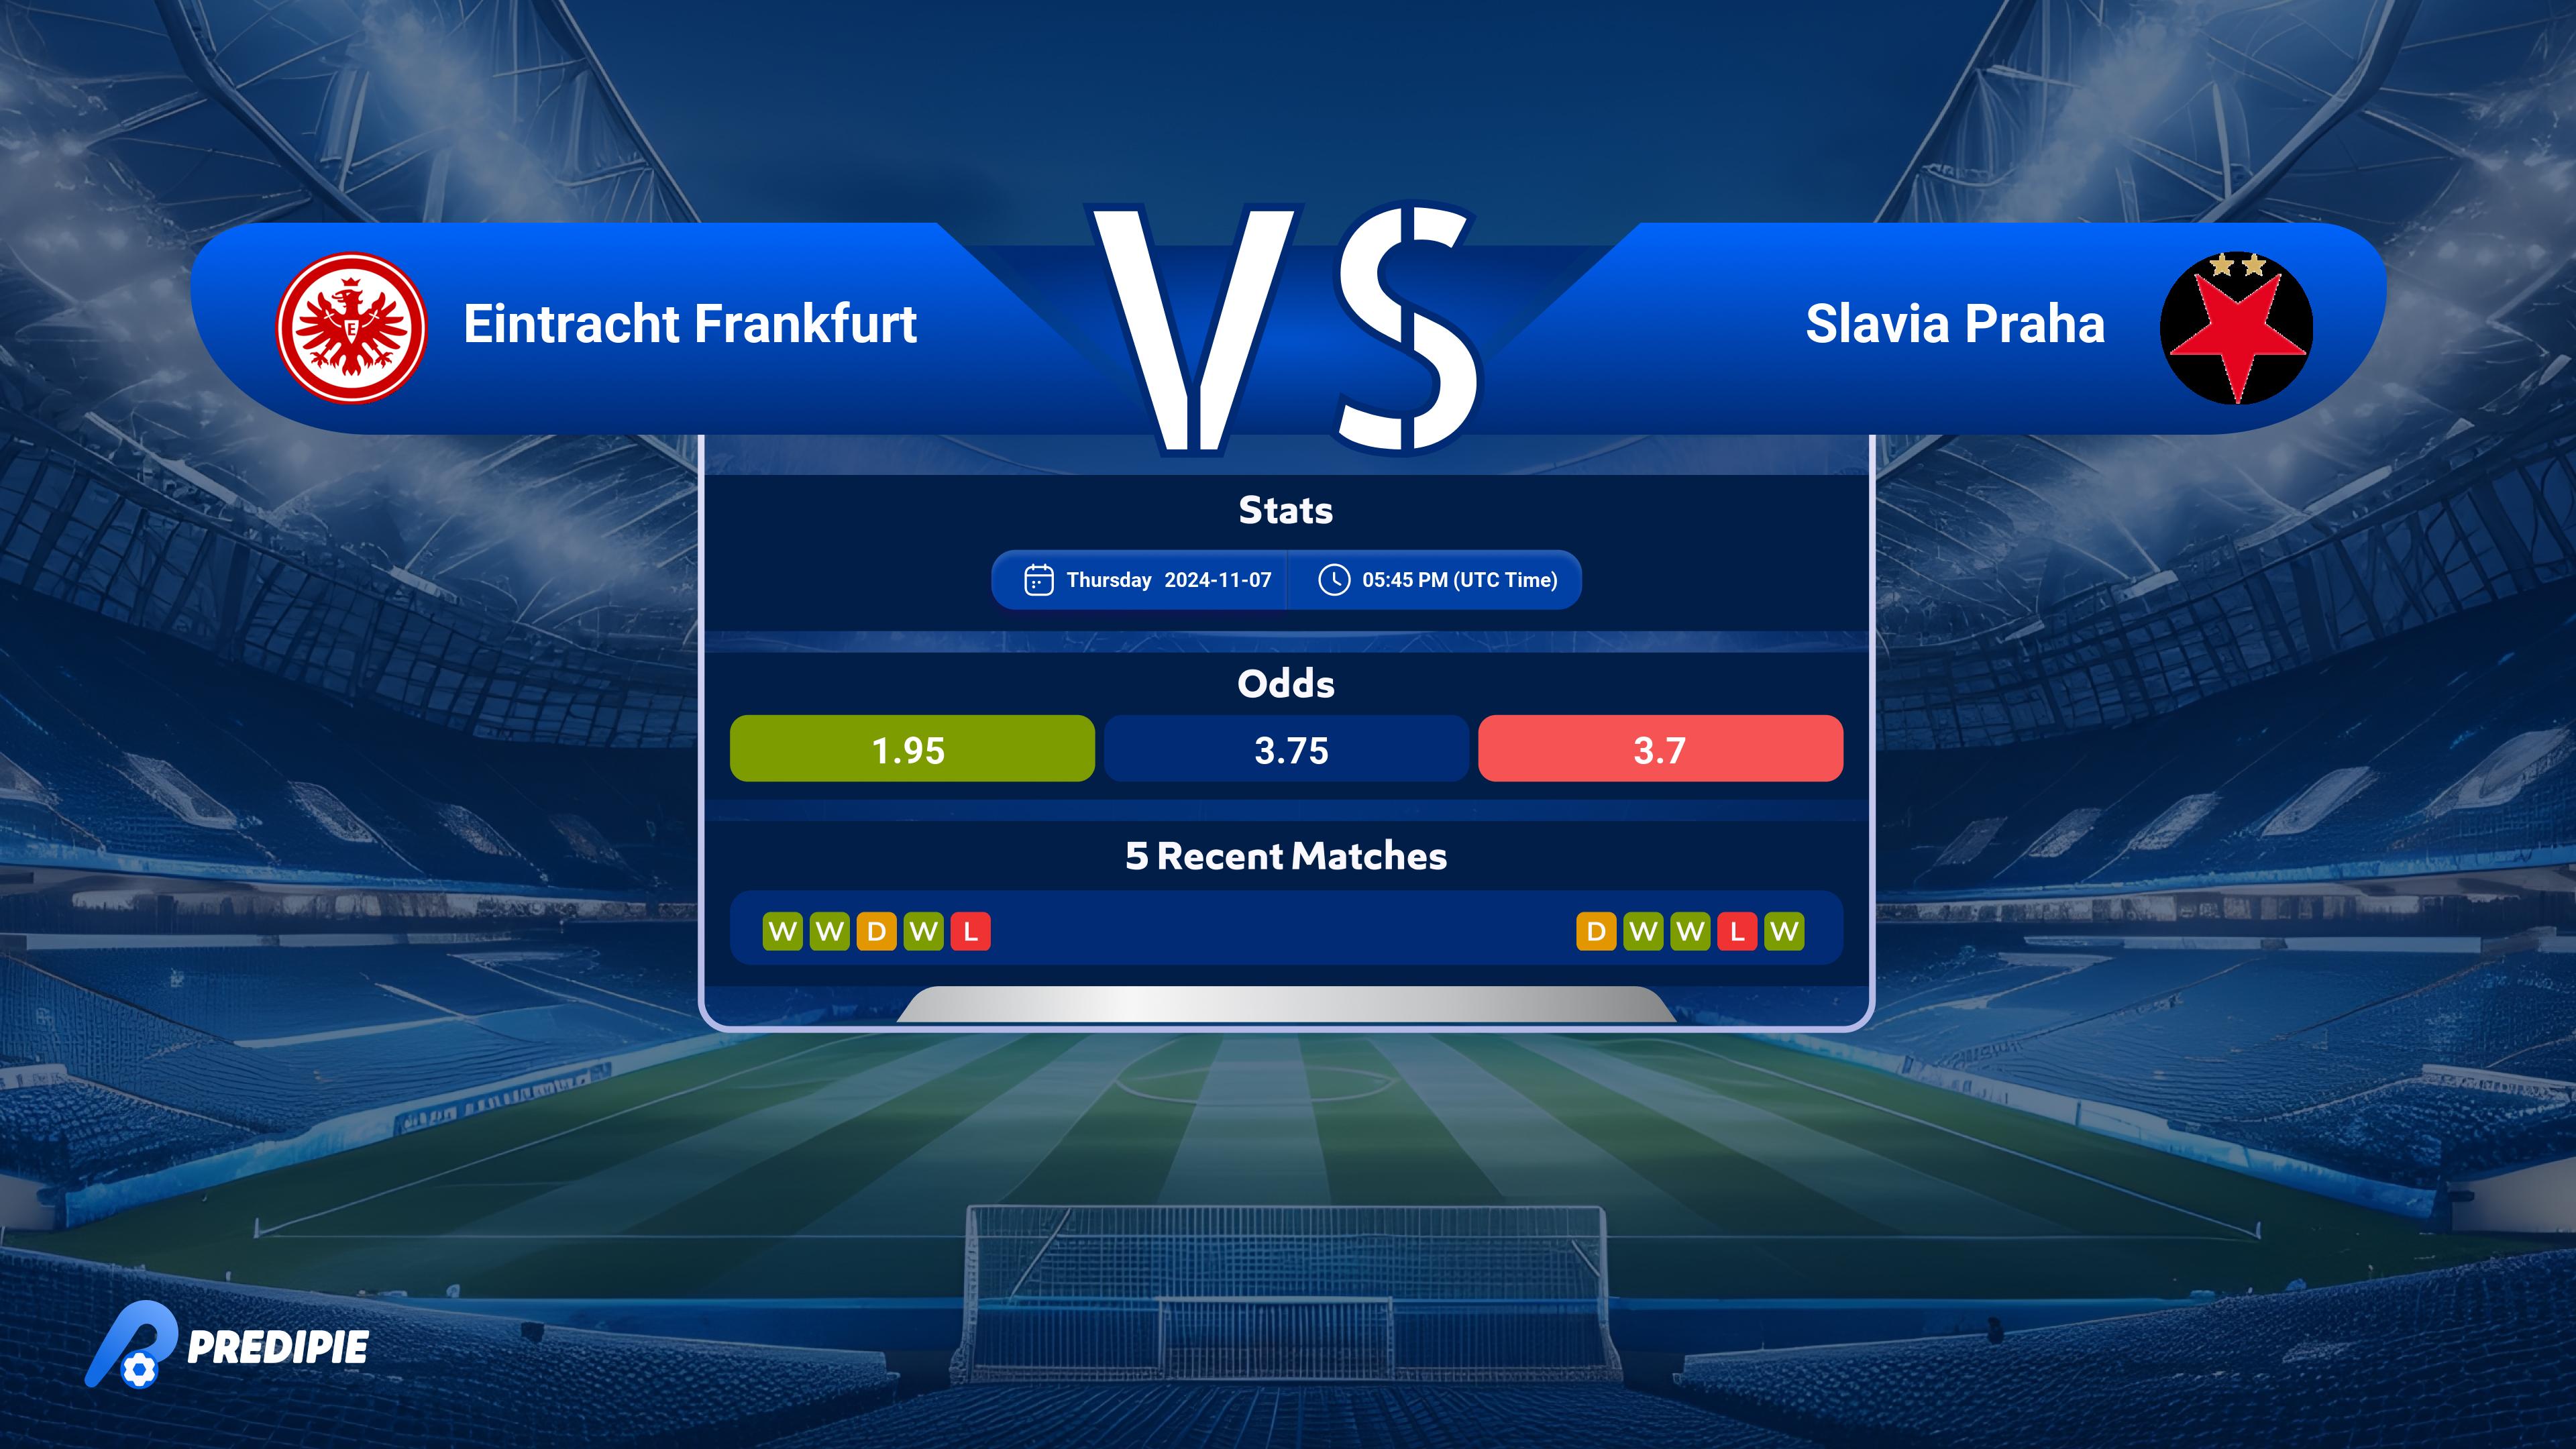 Eintracht Frankfurt
VS
Slavia Praha
Stats
Thursday 2024-11-07 05:45 PM (UTC Time)
Odds
1.95 3.75 3.7
5 Recent Matches
W W D W L D W W L W
PREDIPIE